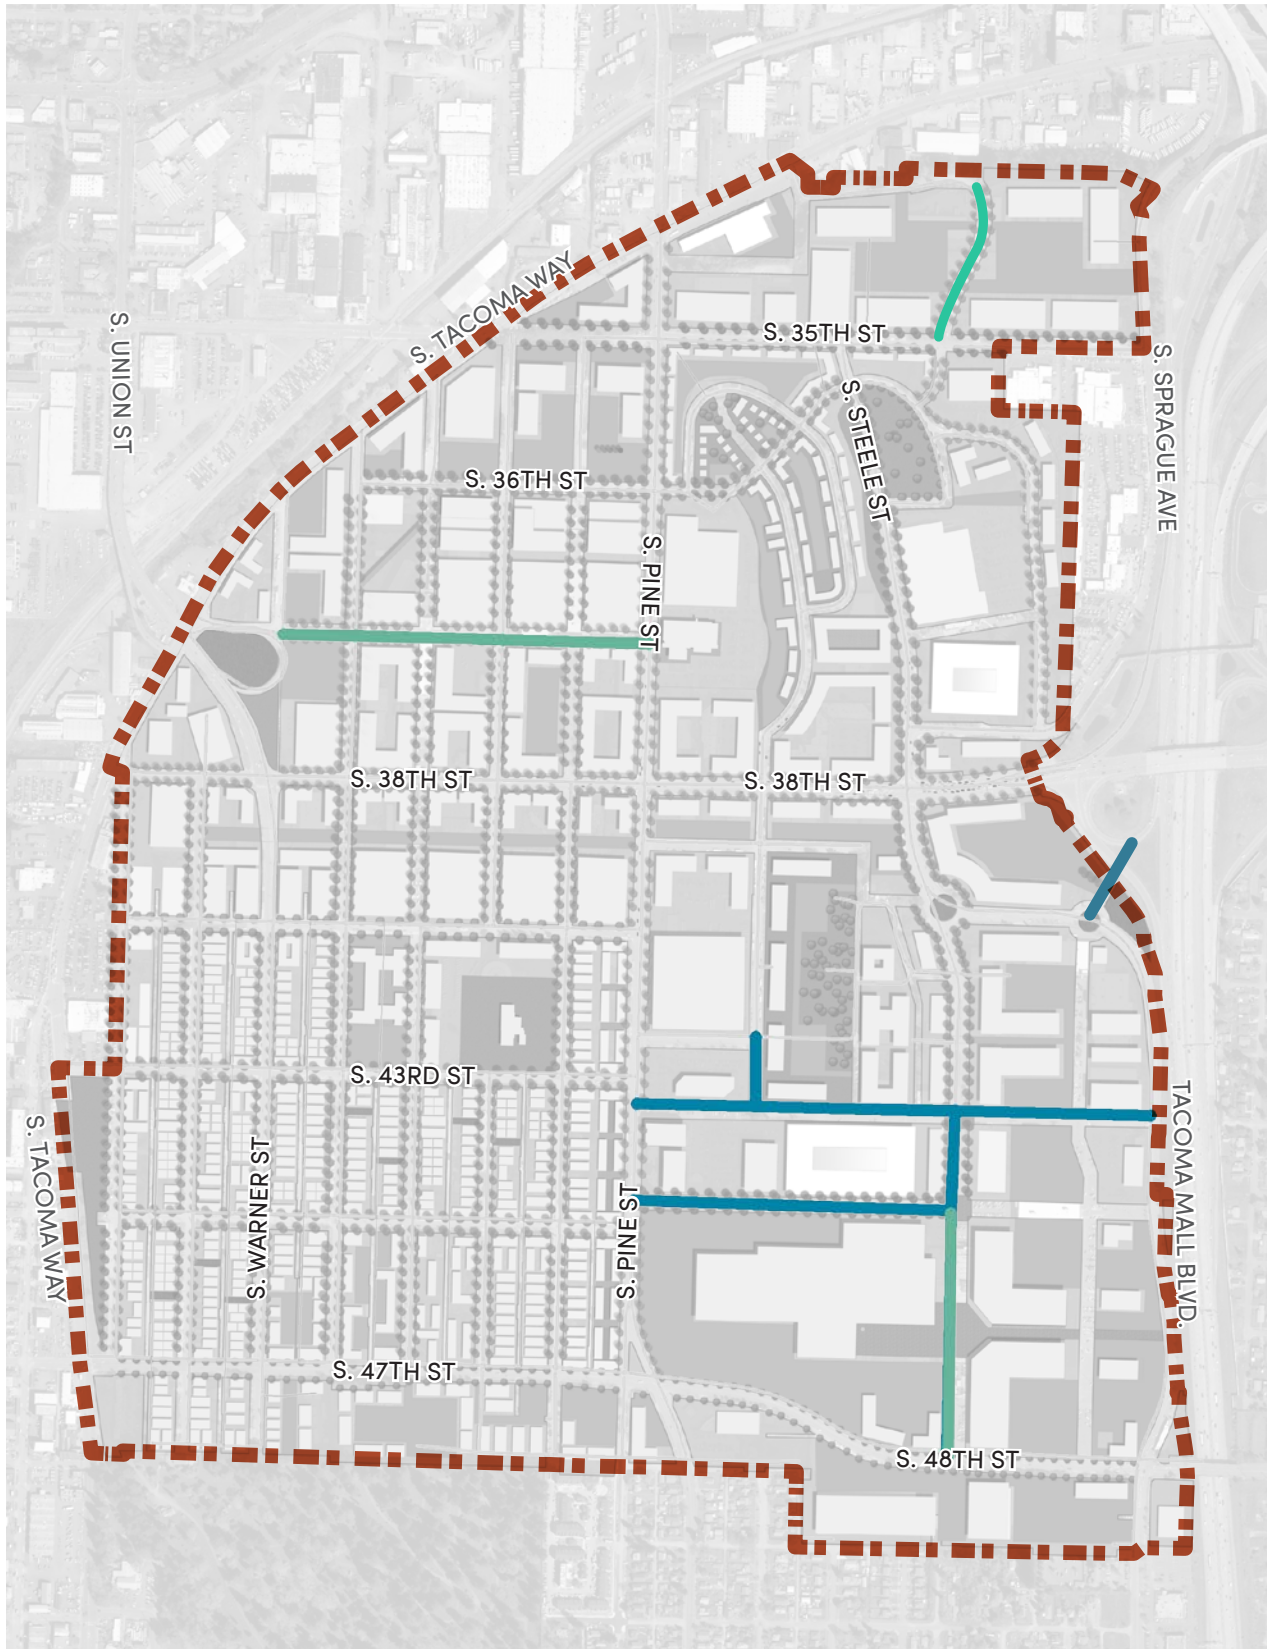 S. TACOMA WAY
S. UNION ST
S. 35TH ST
S. SPRAGUE AVE
S. STEELE ST
S. 36TH ST
S. PINE ST
S. 38TH ST
S. 38TH ST
S. 43RD ST
TACOMA MALL BLVD.
S. TACOMA WAY
S. WARNER ST
S. PINE ST
S. 47TH ST
S. 48TH ST